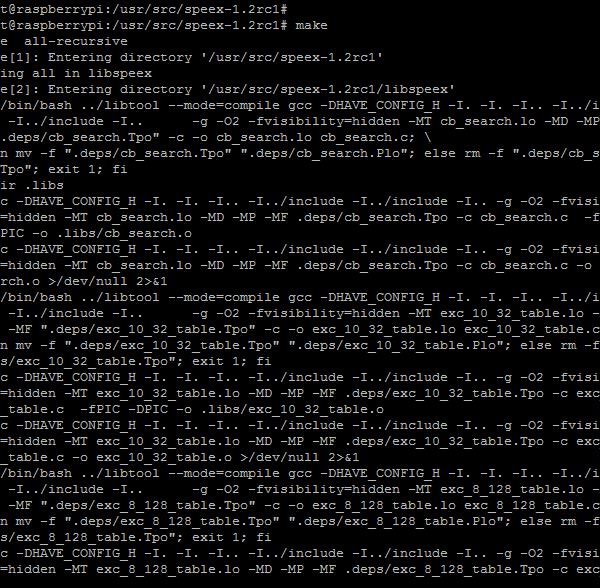 t@raspberrypi:/usr/src/speex-1.2rc1#
t@raspberrypi:/usr/src/speex-1.2rc1# make
e  all-recursive
e[1]: Entering directory '/usr/src/speex-1.2rc1'
ing all in libspeex
e[2]: Entering directory '/usr/src/speex-1.2rc1/libspeex'
/bin/bash ../libtool --mode=compile gcc -DHAVE_CONFIG_H -I. -I. -I.. -I../i
 -I../include -I..      -g -O2 -fvisibility=hidden -MT cb_search.lo -MD -MP
.deps/cb_search.Tpo" -c -o cb_search.lo cb_search.c; \
n mv -f ".deps/cb_search.Tpo" ".deps/cb_search.Plo"; else rm -f ".deps/cb_s
Tpo"; exit 1; fi
ir .libs
c -DHAVE_CONFIG_H -I. -I. -I.. -I../include -I../include -I.. -g -O2 -fvisi
=hidden -MT cb_search.lo -MD -MP -MF .deps/cb_search.Tpo -c cb_search.c  -f
PIC -o .libs/cb_search.o
c -DHAVE_CONFIG_H -I. -I. -I.. -I../include -I../include -I.. -g -O2 -fvisi
=hidden -MT cb_search.lo -MD -MP -MF .deps/cb_search.Tpo -c cb_search.c -o
rch.o >/dev/null 2>&1
/bin/bash ../libtool --mode=compile gcc -DHAVE_CONFIG_H -I. -I. -I.. -I../i
 -I../include -I..      -g -O2 -fvisibility=hidden -MT exc_10_32_table.lo -
 -MF ".deps/exc_10_32_table.Tpo" -c -o exc_10_32_table.lo exc_10_32_table.c
n mv -f ".deps/exc_10_32_table.Tpo" ".deps/exc_10_32_table.Plo"; else rm -f
s/exc_10_32_table.Tpo"; exit 1; fi
c -DHAVE_CONFIG_H -I. -I. -I.. -I../include -I../include -I.. -g -O2 -fvisi
=hidden -MT exc_10_32_table.lo -MD -MP -MF .deps/exc_10_32_table.Tpo -c exc
_table.c  -fPIC -DPIC -o .libs/exc_10_32_table.o
c -DHAVE_CONFIG_H -I. -I. -I.. -I../include -I../include -I.. -g -O2 -fvisi
=hidden -MT exc_10_32_table.lo -MD -MP -MF .deps/exc_10_32_table.Tpo -c exc
_table.c -o exc_10_32_table.o >/dev/null 2>&1
/bin/bash ../libtool --mode=compile gcc -DHAVE_CONFIG_H -I. -I. -I.. -I../i
 -I../include -I..      -g -O2 -fvisibility=hidden -MT exc_8_128_table.lo -
 -MF ".deps/exc_8_128_table.Tpo" -c -o exc_8_128_table.lo exc_8_128_table.c
n mv -f ".deps/exc_8_128_table.Tpo" ".deps/exc_8_128_table.Plo"; else rm -f
s/exc_8_128_table.Tpo"; exit 1; fi
c -DHAVE_CONFIG_H -I. -I. -I.. -I../include -I../include -I.. -g -O2 -fvisi
=hidden -MT exc_8_128_table.lo -MD -MP -MF .deps/exc_8_128_table.Tpo -c exc